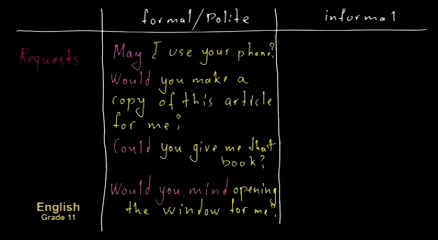 formal/Polite informal
Requests May I use your phone?
Would you make a
copy of this article
for me?
Could you give me that
book?
Would you mind opening
the window for me?
English
Grade 11